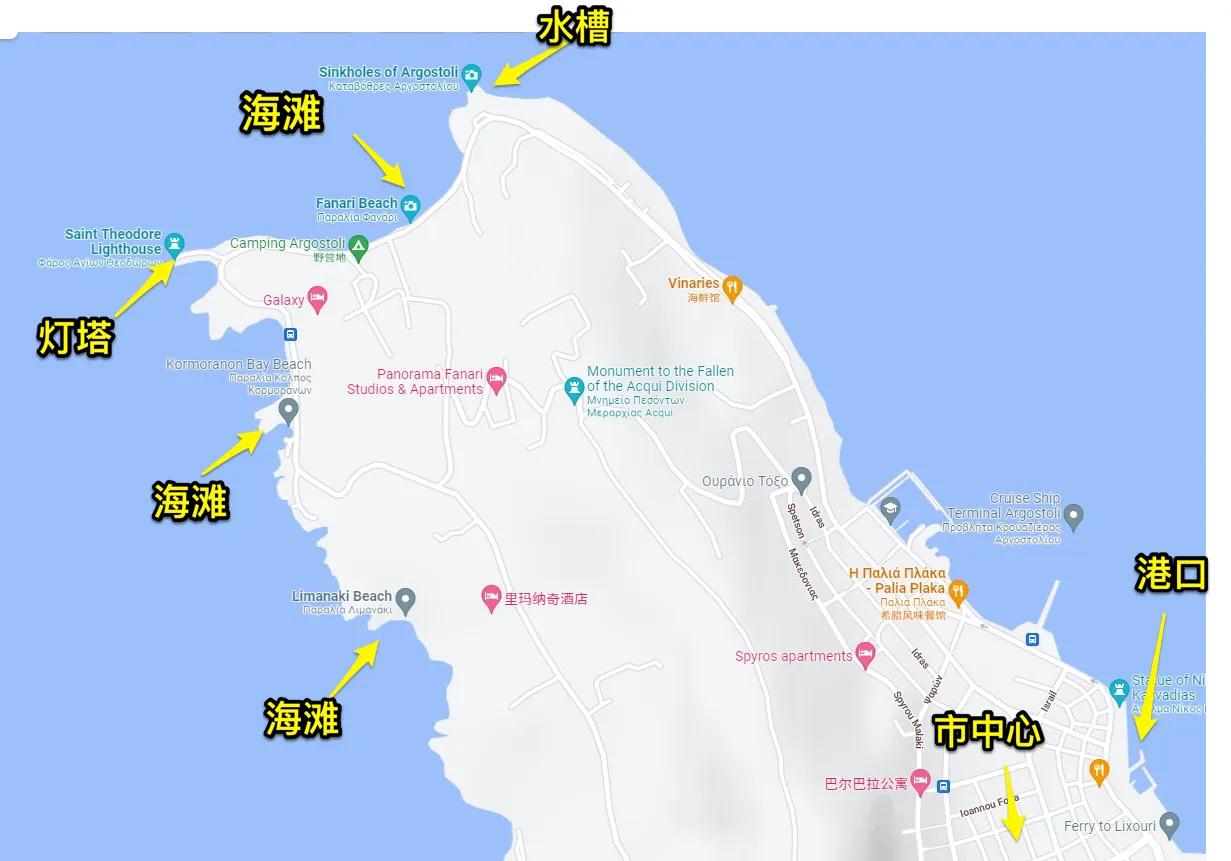 水槽
Sinkholes of Argostoli
Καταβόθρες Αργοστολίου
海滩
Fanari Beach
Παραλία Φανάρι
Saint Theodore
Lighthouse
Φάρος Αγίων Θεοδώρων
Camping Argostoli
野营地
Galaxy
Vinaries
海鲜馆
灯塔
Kormoranon Bay Beach
Παραλία Κόλπος
Κορμοράνων
Panorama Fanari
Studios & Apartments
Monument to the Fallen
of the Acqui Division
Μνημείο Πεσόντων
Μεραρχίας Acqui
海滩
Ουράνιο Τόξο
Spetson
Idras
Μακεδονίας
Cruise Ship
Terminal Argostoli
Προβλήτα Κρουαζιέρας
Αργοστολίου
港口
Η Παλιά Πλάκα
- Palia Plaka
Παλιά Πλάκα
希腊风味餐馆
Limanaki Beach
Παραλία Λιμανάκι
里玛纳奇酒店
Spyros apartments
Idras
Ψαρών
Israil
Spyrou Malaki
Statue of Ni
Karvadias
Νίκος
海滩
市中心
巴尔巴拉公寓
Ioannou Foka
Ferry to Lixouri